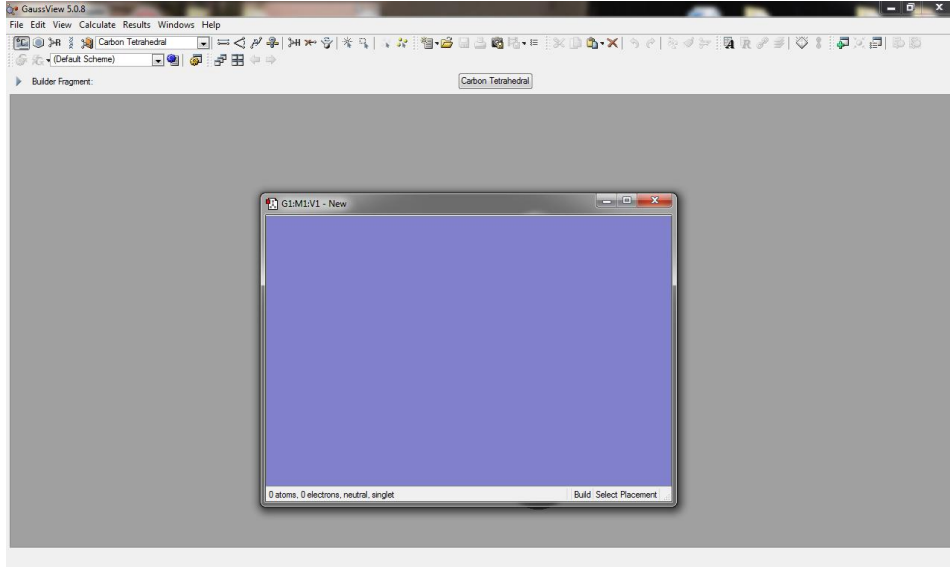 GaussView 5.0.8
File Edit View Calculate Results Windows Help
Carbon Tetrahedral
(Default Scheme)
Builder Fragment:
Carbon Tetrahedral
G1:M1:V1 - New
0 atoms, 0 electrons, neutral, singlet
Build Select Placement